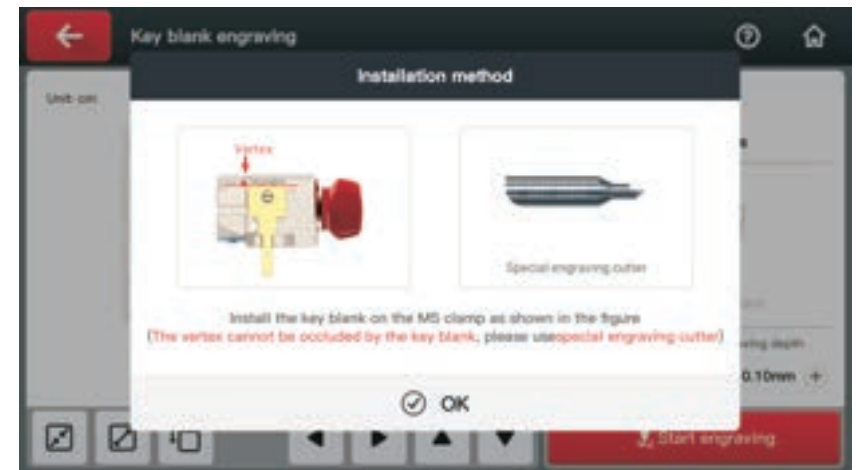 Key blank engraving
Installation method
Unit: cm
Vertex
Special engraving cutter
Install the key blank on the M5 clamp as shown in the figure
(The vertex cannot be occluded by the key blank, please usespecial engraving cutter)
depth
0.10mm +
OK
Start engraving